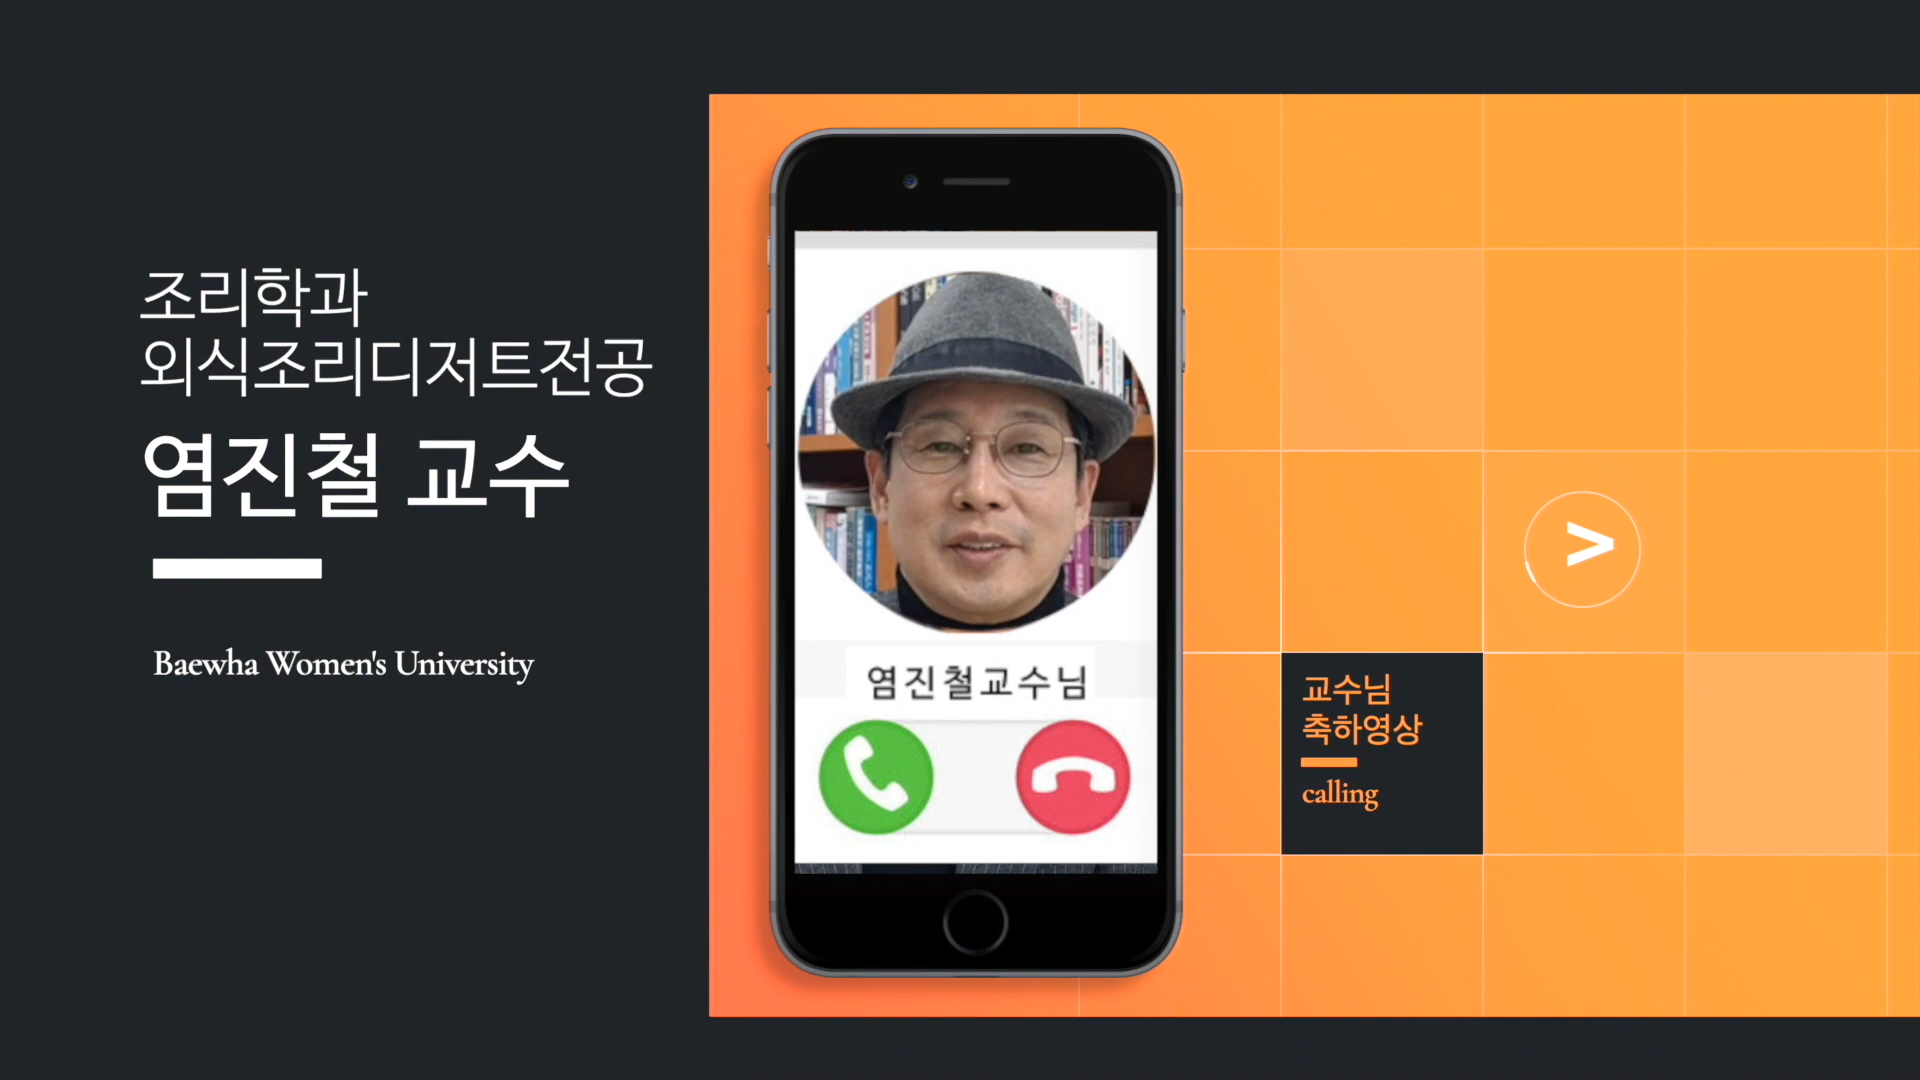 조리학과
외식조리디저트전공
염진철 교수
Baewha Women's University
염진철교수님
>
교수님
축하영상
calling